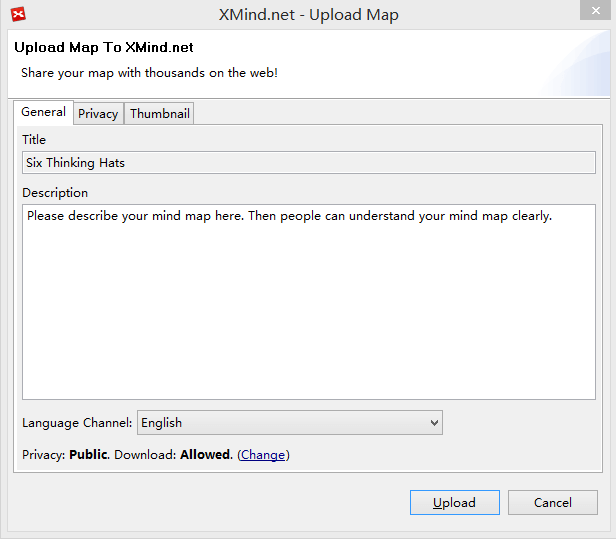 XMind.net - Upload Map
Upload Map To XMind.net
Share your map with thousands on the web!
General Privacy Thumbnail
Title
Six Thinking Hats
Description
Please describe your mind map here. Then people can understand your mind map clearly.
Language Channel: English
Privacy: Public. Download: Allowed. (Change)
Upload Cancel